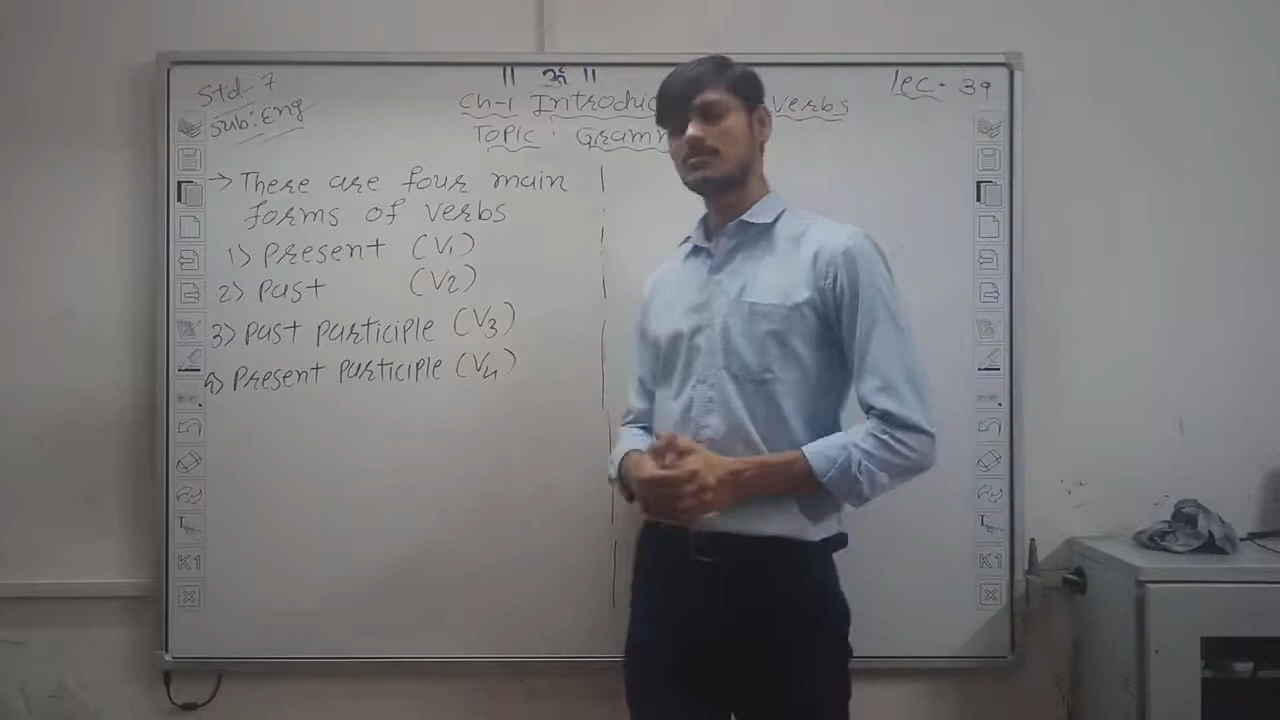 || ॐ ||
Std-7
Sub: Eng
Lec. 39
Ch-1 Introduc Verbs
Topic : Gramm
→ There are four main
forms of verbs
1) Present (V1)
2) Past (V2)
3) Past participle (V3)
4) Present participle (V4)
K1
K1